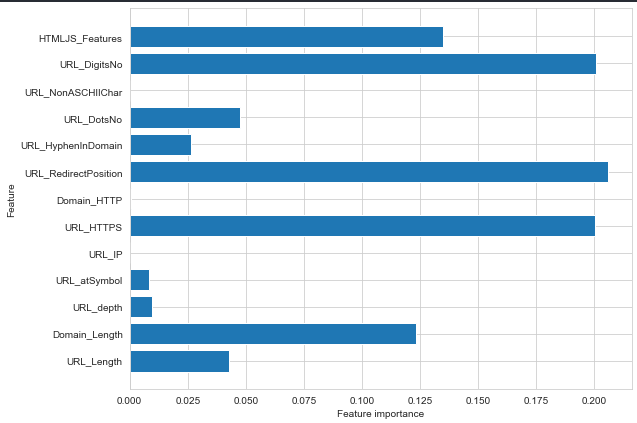 HTMLJS_Features
URL_DigitsNo
URL_NonASCHIIChar
URL_DotsNo
URL_HyphenInDomain
URL_RedirectPosition
Domain_HTTP
URL_HTTPS
URL_IP
URL_atSymbol
URL_depth
Domain_Length
URL_Length
Feature
0.000 0.025 0.050 0.075 0.100 0.125 0.150 0.175 0.200
Feature importance